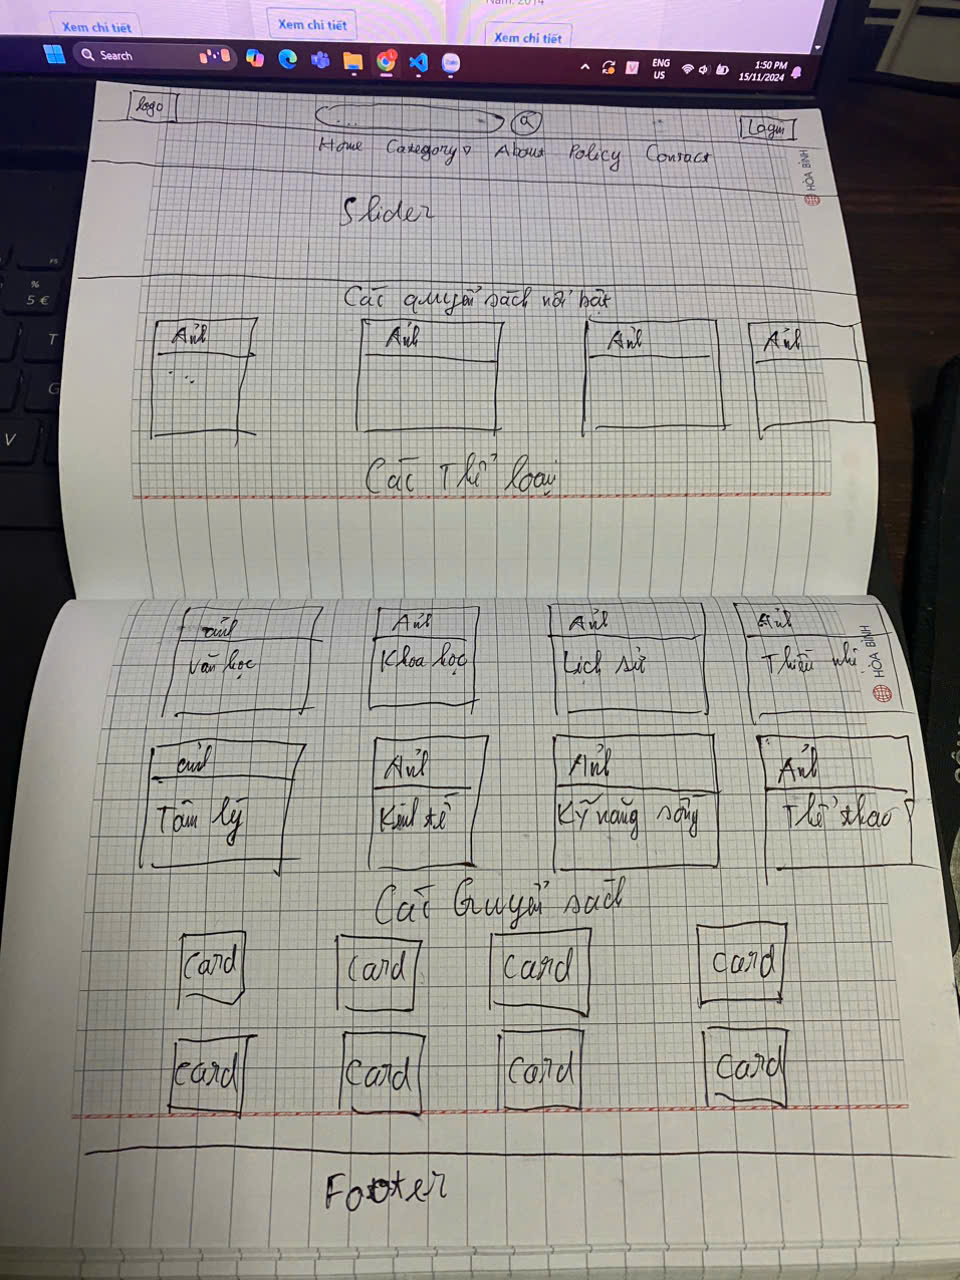 Năm: 2014
Xem chi tiết
Xem chi tiết
Xem chi tiết
Search
ENG
US
1:50 PM
15/11/2024
%
5 €
T
G
V
logo
...
Login
Home Category About Policy Contact
HÒA BÌNH
Slider
Các quyển sách nổi bật
Ảnh Ảnh Ảnh Ảnh
...
Các Thể loại
ảnh Ảnh Ảnh Ảnh
Văn học Khoa học Lịch sử Thiếu nhi
HÒA BÌNH
ảnh Ảnh Ảnh Ảnh
Tâm lý Kinh tế Kỹ năng sống Thể thao
Các Quyển sách
Card Card Card Card
Card Card Card Card
Footer